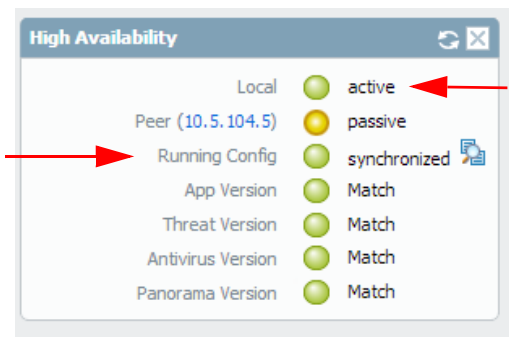 High Availability
Local active
Peer (10.5.104.5) passive
Running Config synchronized
App Version Match
Threat Version Match
Antivirus Version Match
Panorama Version Match